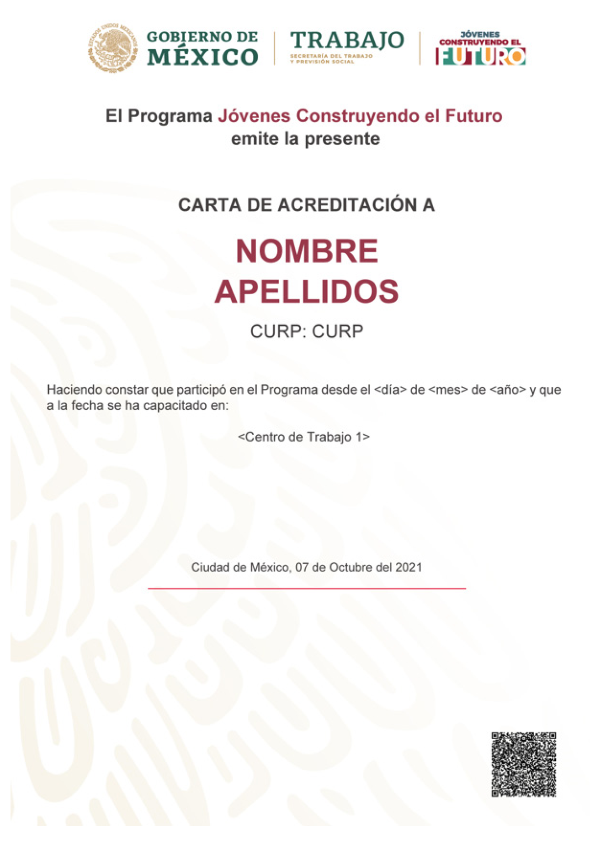 ESTADOS UNIDOS MEXICANOS
GOBIERNO DE
MÉXICO
TRABAJO
SECRETARÍA DEL TRABAJO
Y PREVISIÓN SOCIAL
JÓVENES
CONSTRUYENDO EL
FUTURO
El Programa Jóvenes Construyendo el Futuro
emite la presente
CARTA DE ACREDITACIÓN A
NOMBRE
APELLIDOS
CURP: CURP
Haciendo constar que participó en el Programa desde el <día> de <mes> de <año> y que
a la fecha se ha capacitado en:
<Centro de Trabajo 1>
Ciudad de México, 07 de Octubre del 2021